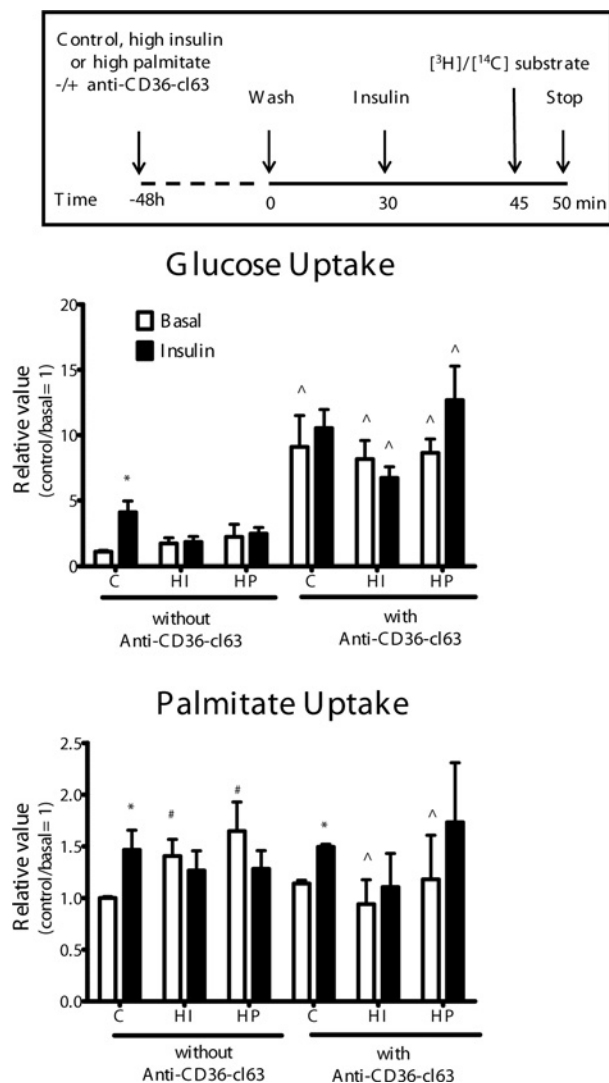 Control, high insulin
or high palmitate
-/+ anti-CD36-cl63
[³H]/[¹⁴C] substrate
Wash
Insulin
Stop
Time
-48h
0
30
45
50 min
Glucose Uptake
Relative value
(control/basal= 1)
20
15
10
5
0
Basal
Insulin
*
^
^
^
^
^
C
HI
HP
C
HI
HP
without
Anti-CD36-cl63
with
Anti-CD36-cl63
Palmitate Uptake
Relative value
(control/basal= 1)
2.5
2.0
1.5
1.0
0.5
0.0
*
#
#
*
^
^
C
HI
HP
C
HI
HP
without
Anti-CD36-cl63
with
Anti-CD36-cl63